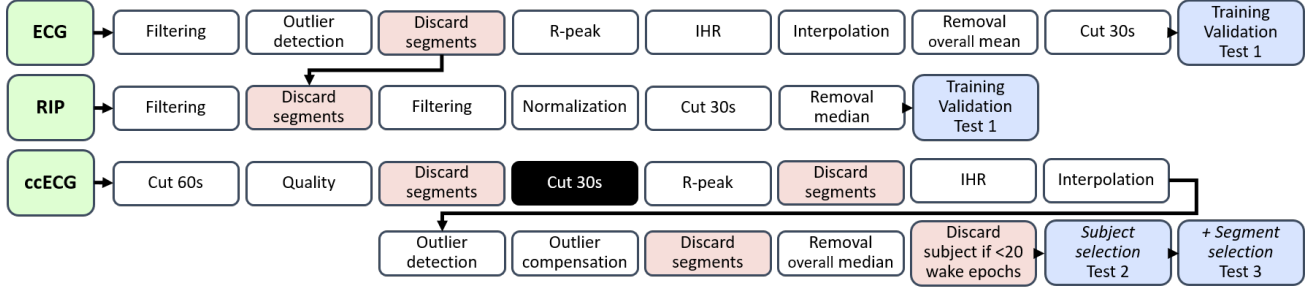 ECG
Filtering
Outlier
detection
Discard
segments
R-peak
IHR
Interpolation
Removal
overall mean
Cut 30s
Training
Validation
Test 1
RIP
Filtering
Discard
segments
Filtering
Normalization
Cut 30s
Removal
median
Training
Validation
Test 1
ccECG
Cut 60s
Quality
Discard
segments
Cut 30s
R-peak
Discard
segments
IHR
Interpolation
Outlier
detection
Outlier
compensation
Discard
segments
Removal
overall median
Discard
subject if <20
wake epochs
Subject
selection
Test 2
+ Segment
selection
Test 3